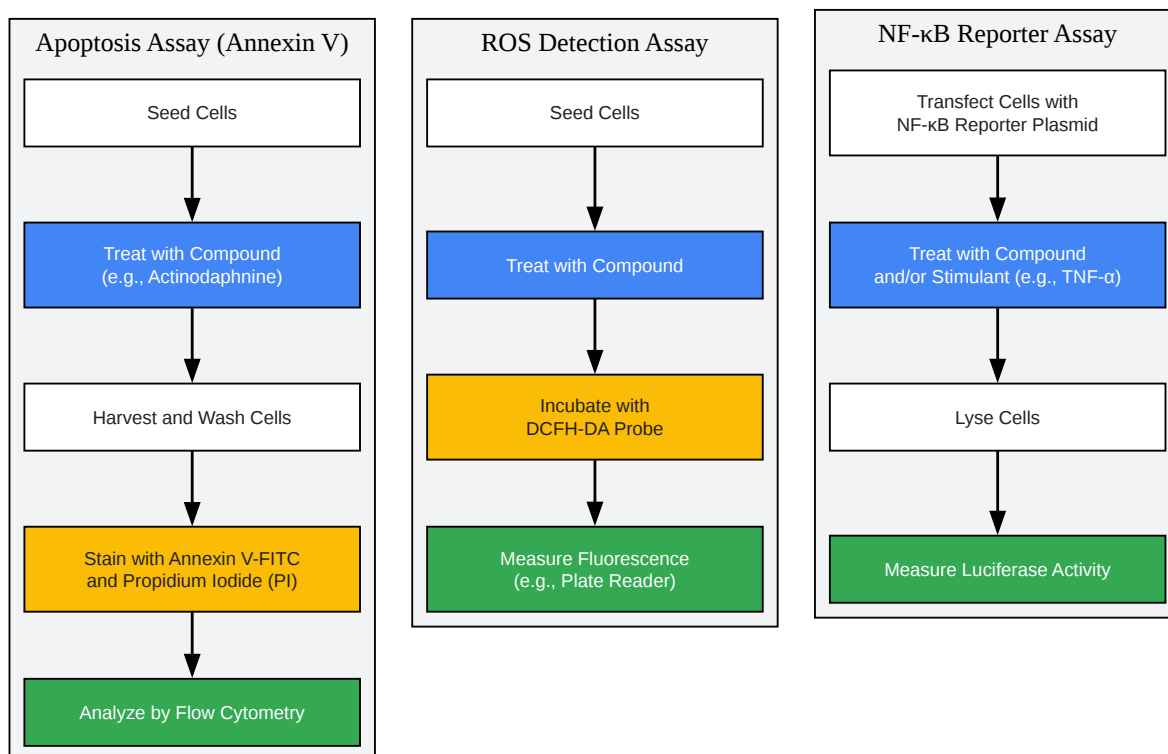 Apoptosis Assay (Annexin V)
Seed Cells
Treat with Compound
(e.g., Actinodaphnine)
Harvest and Wash Cells
Stain with Annexin V-FITC
and Propidium Iodide (PI)
Analyze by Flow Cytometry
ROS Detection Assay
Seed Cells
Treat with Compound
Incubate with
DCFH-DA Probe
Measure Fluorescence
(e.g., Plate Reader)
NF-κB Reporter Assay
Transfect Cells with
NF-κB Reporter Plasmid
Treat with Compound
and/or Stimulant (e.g., TNF-α)
Lyse Cells
Measure Luciferase Activity